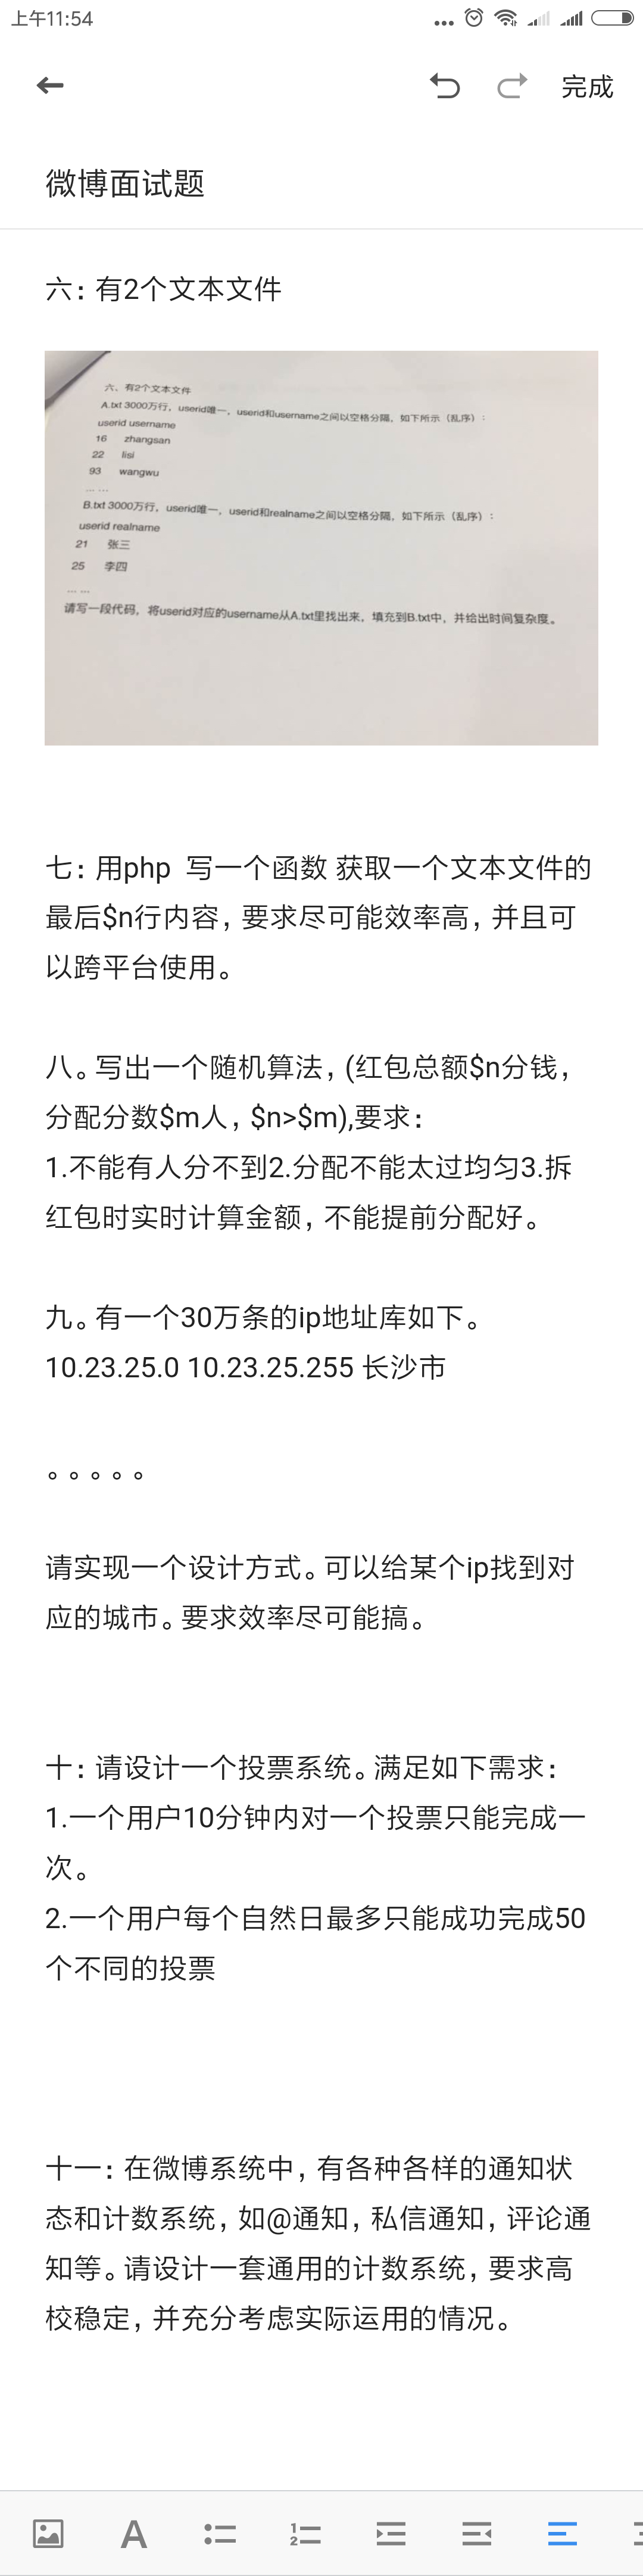 上午11:54
完成
微博面试题
六：有2个文本文件
六、有2个文本文件
A.txt 3000万行，userid唯一，userid和username之间以空格分隔，如下所示（乱序）：
userid username
16 zhangsan
22 lisi
93 wangwu
... ...
B.txt 3000万行，userid唯一，userid和realname之间以空格分隔，如下所示（乱序）：
userid realname
21 张三
25 李四
... ...
请写一段代码，将userid对应的username从A.txt里找出来，填充到B.txt中，并给出时间复杂度。
七：用php 写一个函数 获取一个文本文件的
最后$n行内容，要求尽可能效率高，并且可
以跨平台使用。
八。写出一个随机算法，(红包总额$n分钱，
分配分数$m人，$n>$m),要求：
1.不能有人分不到2.分配不能太过均匀3.拆
红包时实时计算金额，不能提前分配好。
九。有一个30万条的ip地址库如下。
10.23.25.0 10.23.25.255 长沙市
。。。。。
请实现一个设计方式。可以给某个ip找到对
应的城市。要求效率尽可能搞。
十：请设计一个投票系统。满足如下需求：
1.一个用户10分钟内对一个投票只能完成一
次。
2.一个用户每个自然日最多只能成功完成50
个不同的投票
十一：在微博系统中，有各种各样的通知状
态和计数系统，如@通知，私信通知，评论通
知等。请设计一套通用的计数系统，要求高
校稳定，并充分考虑实际运用的情况。